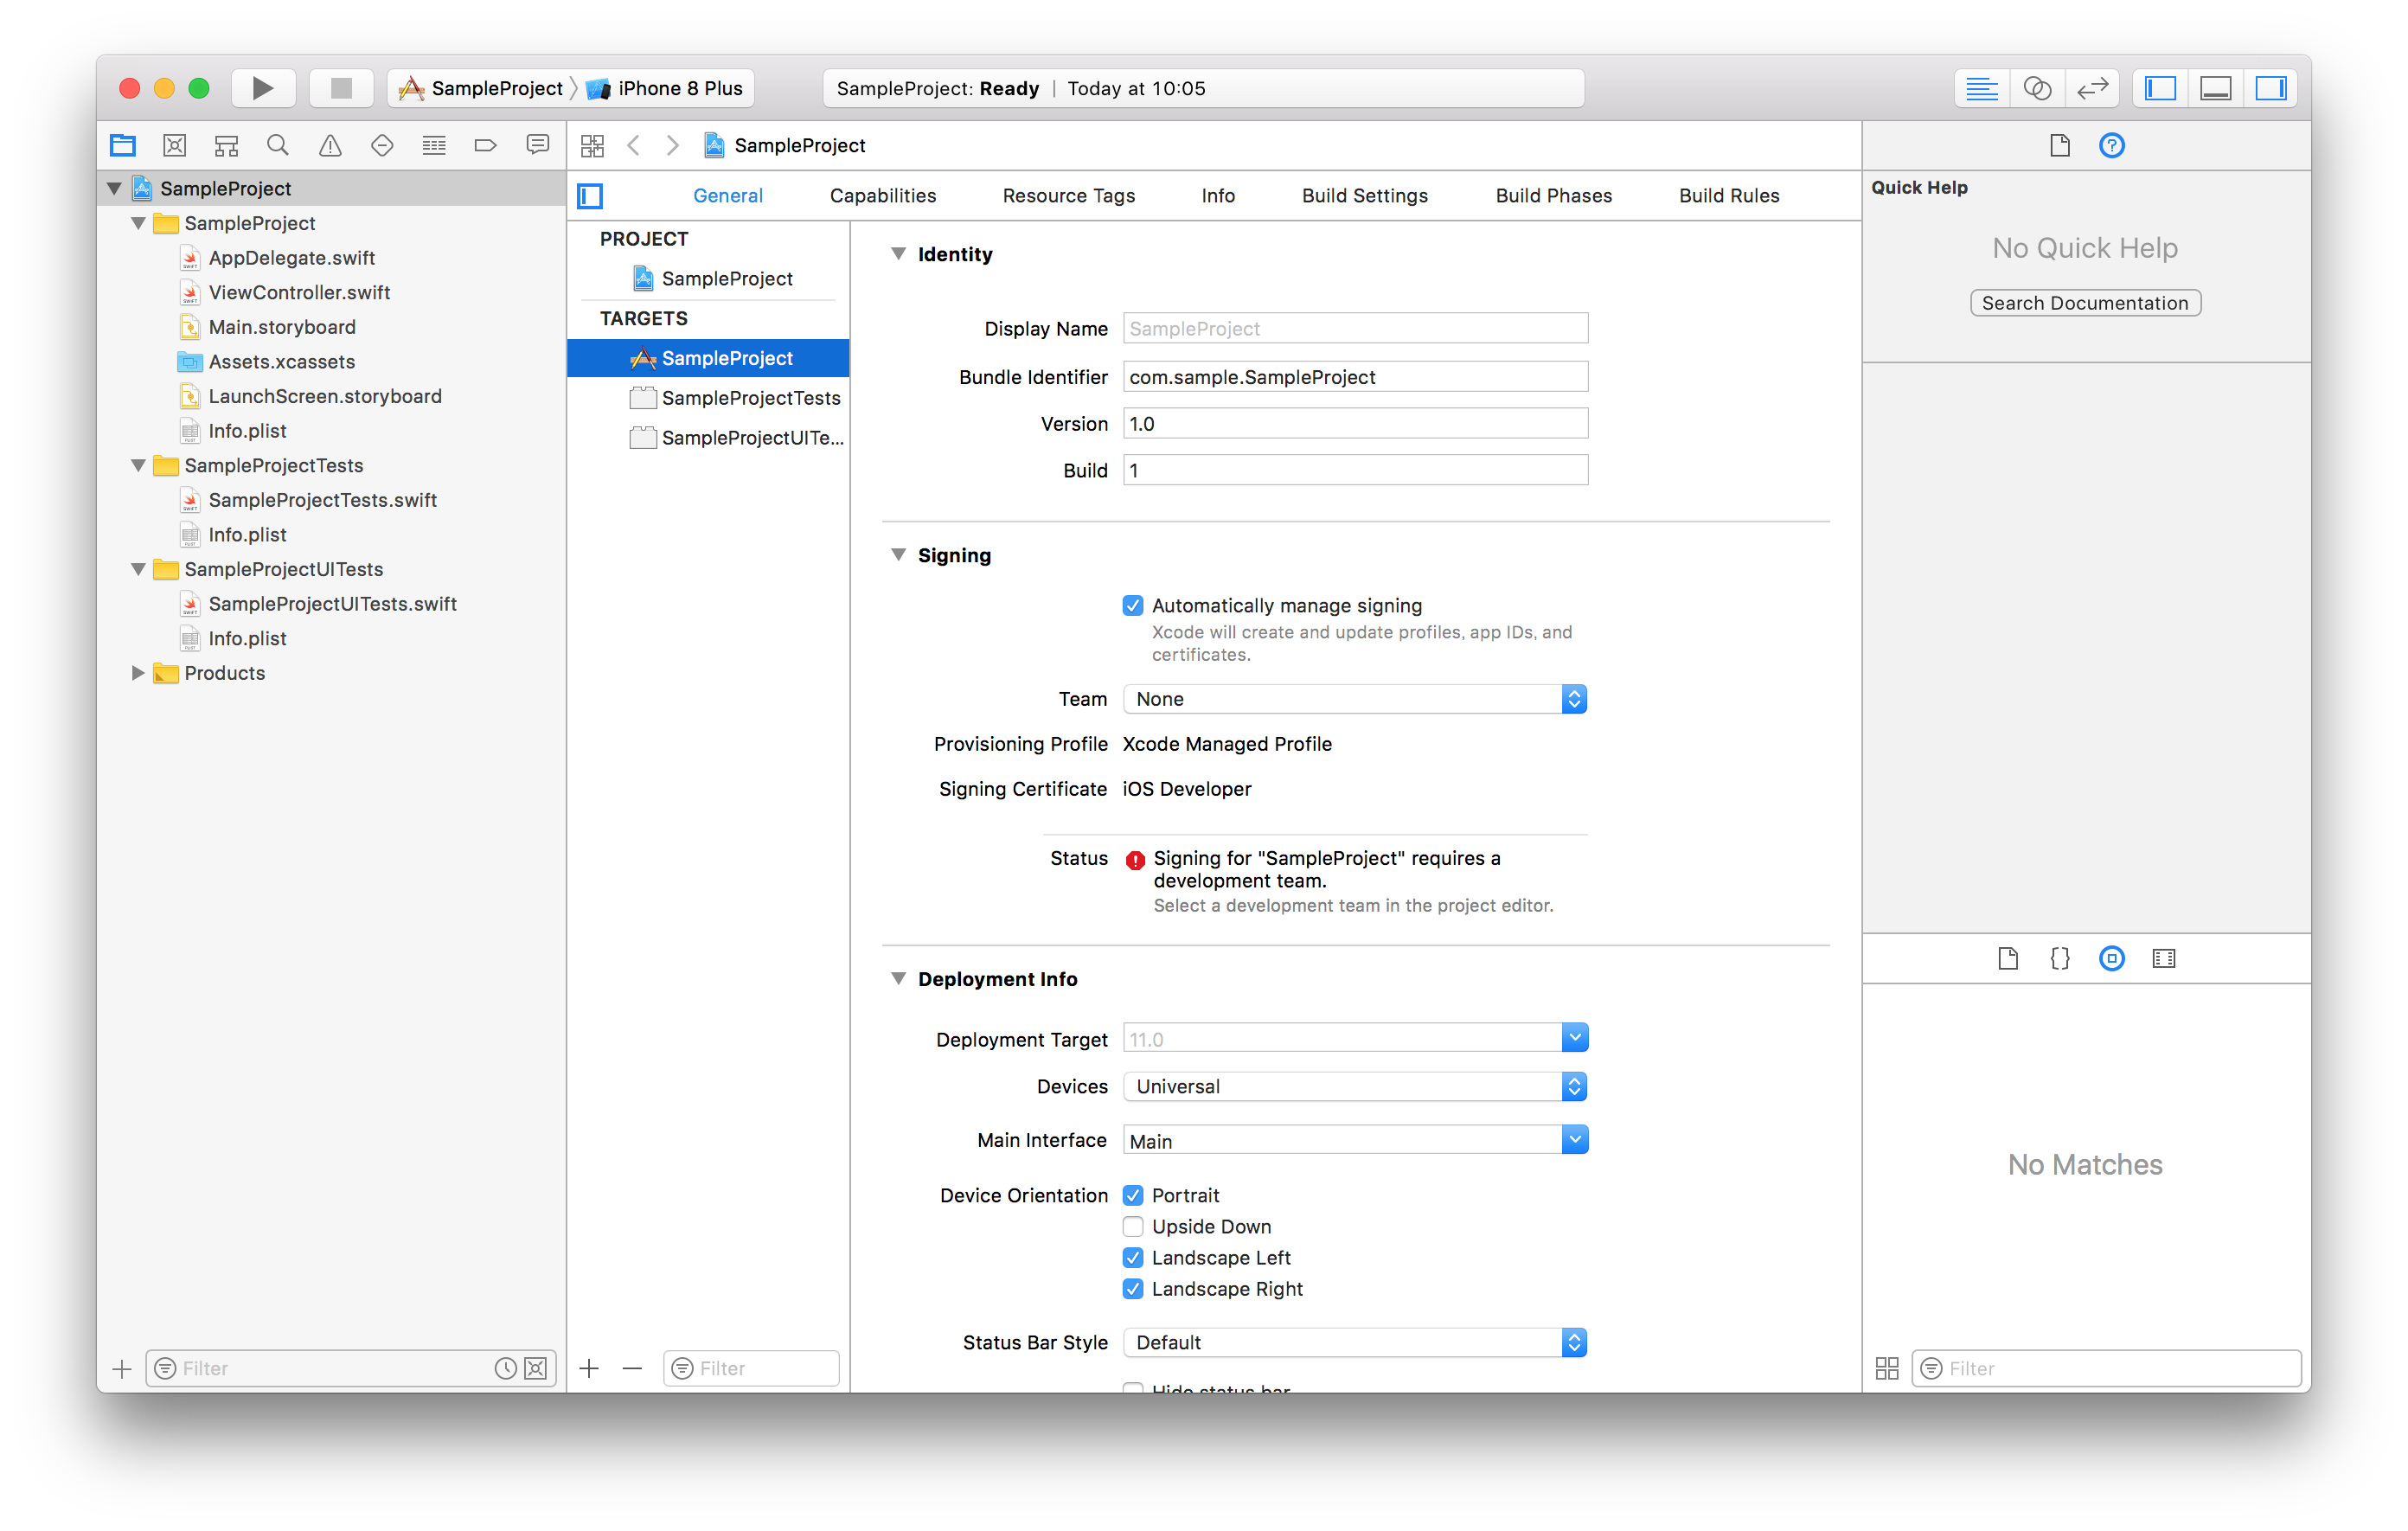 SampleProject
iPhone 8 Plus
SampleProject: Ready | Today at 10:05
SampleProject
SampleProject
AppDelegate.swift
ViewController.swift
Main.storyboard
Assets.xcassets
LaunchScreen.storyboard
Info.plist
SampleProjectTests
SampleProjectTests.swift
Info.plist
SampleProjectUITests
SampleProjectUITests.swift
Info.plist
Products
Filter
SampleProject
General
Capabilities
Resource Tags
Info
Build Settings
Build Phases
Build Rules
PROJECT
SampleProject
TARGETS
SampleProject
SampleProjectTests
SampleProjectUITe...
Filter
Identity
Display Name SampleProject
Bundle Identifier com.sample.SampleProject
Version 1.0
Build 1
Signing
Automatically manage signing
Xcode will create and update profiles, app IDs, and
certificates.
Team None
Provisioning Profile Xcode Managed Profile
Signing Certificate iOS Developer
Status Signing for "SampleProject" requires a
development team.
Select a development team in the project editor.
Deployment Info
Deployment Target 11.0
Devices Universal
Main Interface Main
Device Orientation Portrait
Upside Down
Landscape Left
Landscape Right
Status Bar Style Default
Hide status bar
Quick Help
No Quick Help
Search Documentation
No Matches
Filter